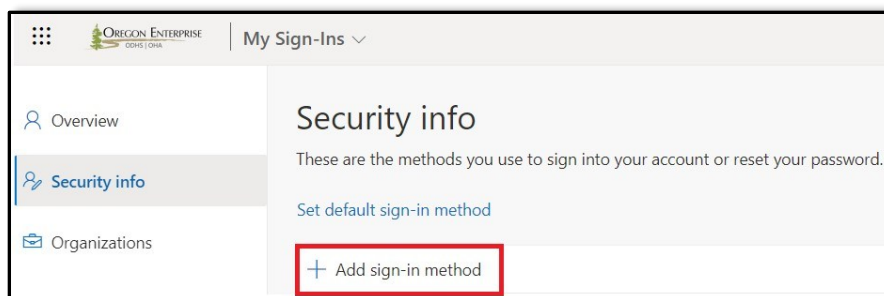 OREGON ENTERPRISE
ODHS | OHA
My Sign-Ins
Overview
Security info
Organizations
Security info
These are the methods you use to sign into your account or reset your password.
Set default sign-in method
Add sign-in method